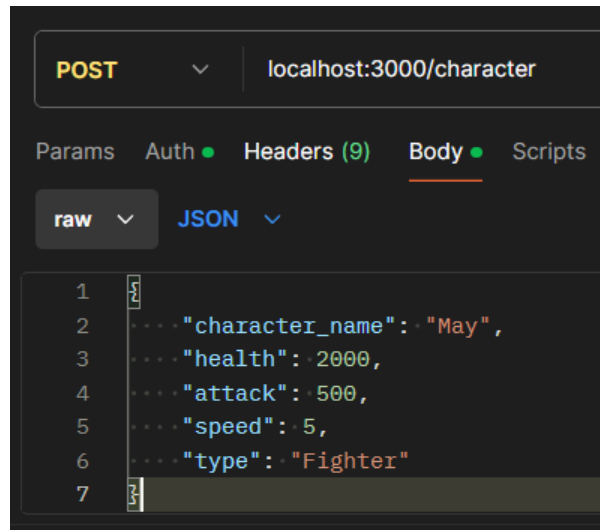 POST localhost:3000/character
Params Auth Headers (9) Body Scripts
raw JSON
1 {
2 "character_name": "May",
3 "health": 2000,
4 "attack": 500,
5 "speed": 5,
6 "type": "Fighter"
7 }